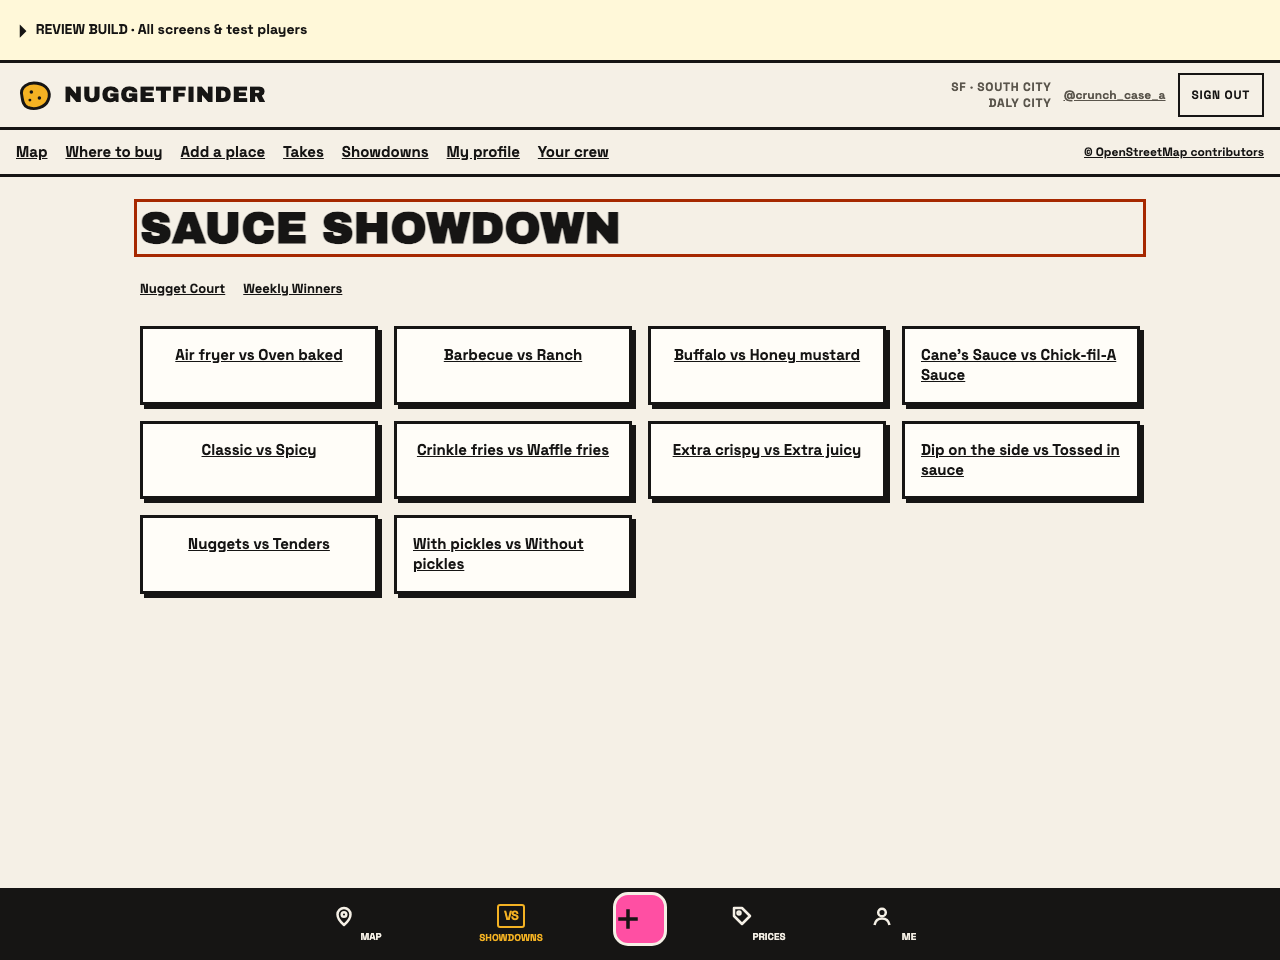 REVIEW BUILD · All screens & test players
NUGGETFINDER
SF · SOUTH CITY
DALY CITY
@crunch_case_a
SIGN OUT
Map
Where to buy
Add a place
Takes
Showdowns
My profile
Your crew
© OpenStreetMap contributors
SAUCE SHOWDOWN
Nugget Court
Weekly Winners
Air fryer vs Oven baked
Barbecue vs Ranch
Buffalo vs Honey mustard
Cane's Sauce vs Chick-fil-A
Sauce
Classic vs Spicy
Crinkle fries vs Waffle fries
Extra crispy vs Extra juicy
Dip on the side vs Tossed in
sauce
Nuggets vs Tenders
With pickles vs Without
pickles
MAP
VS
SHOWDOWNS
+
PRICES
ME